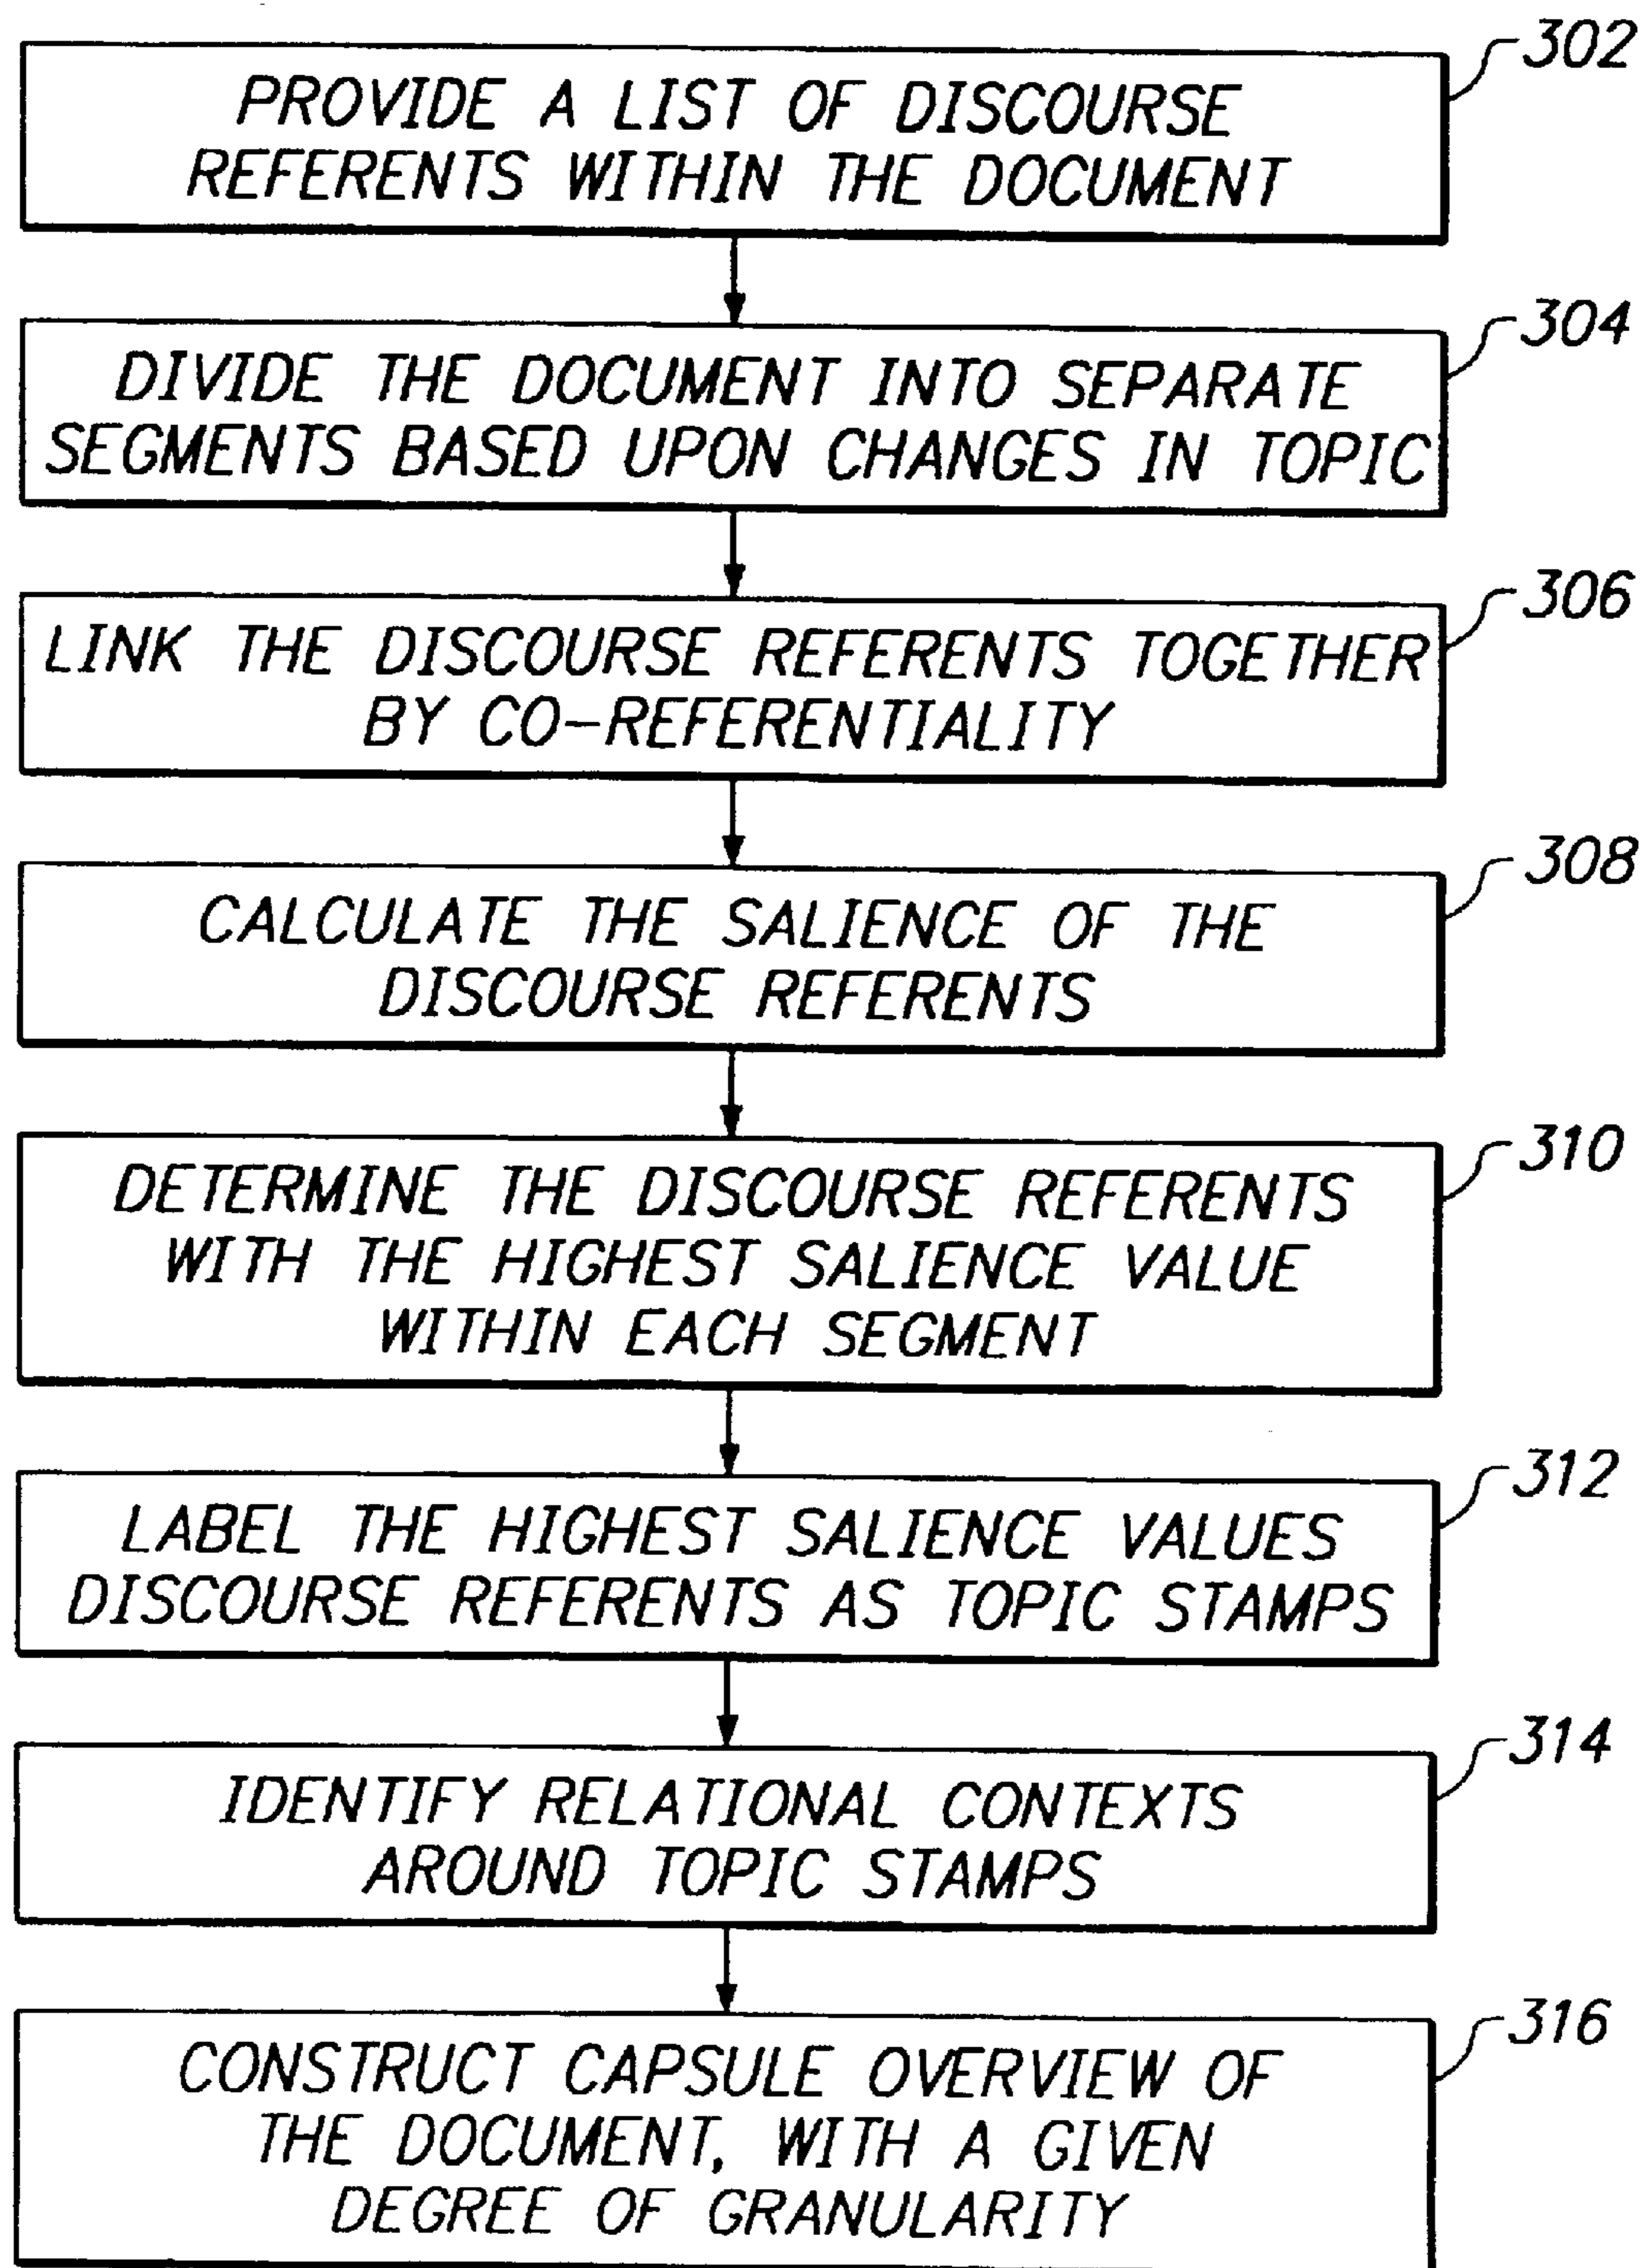 302
PROVIDE A LIST OF DISCOURSE
REFERENTS WITHIN THE DOCUMENT
304
DIVIDE THE DOCUMENT INTO SEPARATE
SEGMENTS BASED UPON CHANGES IN TOPIC
306
LINK THE DISCOURSE REFERENTS TOGETHER
BY CO-REFERENTIALITY
308
CALCULATE THE SALIENCE OF THE
DISCOURSE REFERENTS
310
DETERMINE THE DISCOURSE REFERENTS
WITH THE HIGHEST SALIENCE VALUE
WITHIN EACH SEGMENT
312
LABEL THE HIGHEST SALIENCE VALUES
DISCOURSE REFERENTS AS TOPIC STAMPS
314
IDENTIFY RELATIONAL CONTEXTS
AROUND TOPIC STAMPS
316
CONSTRUCT CAPSULE OVERVIEW OF
THE DOCUMENT, WITH A GIVEN
DEGREE OF GRANULARITY